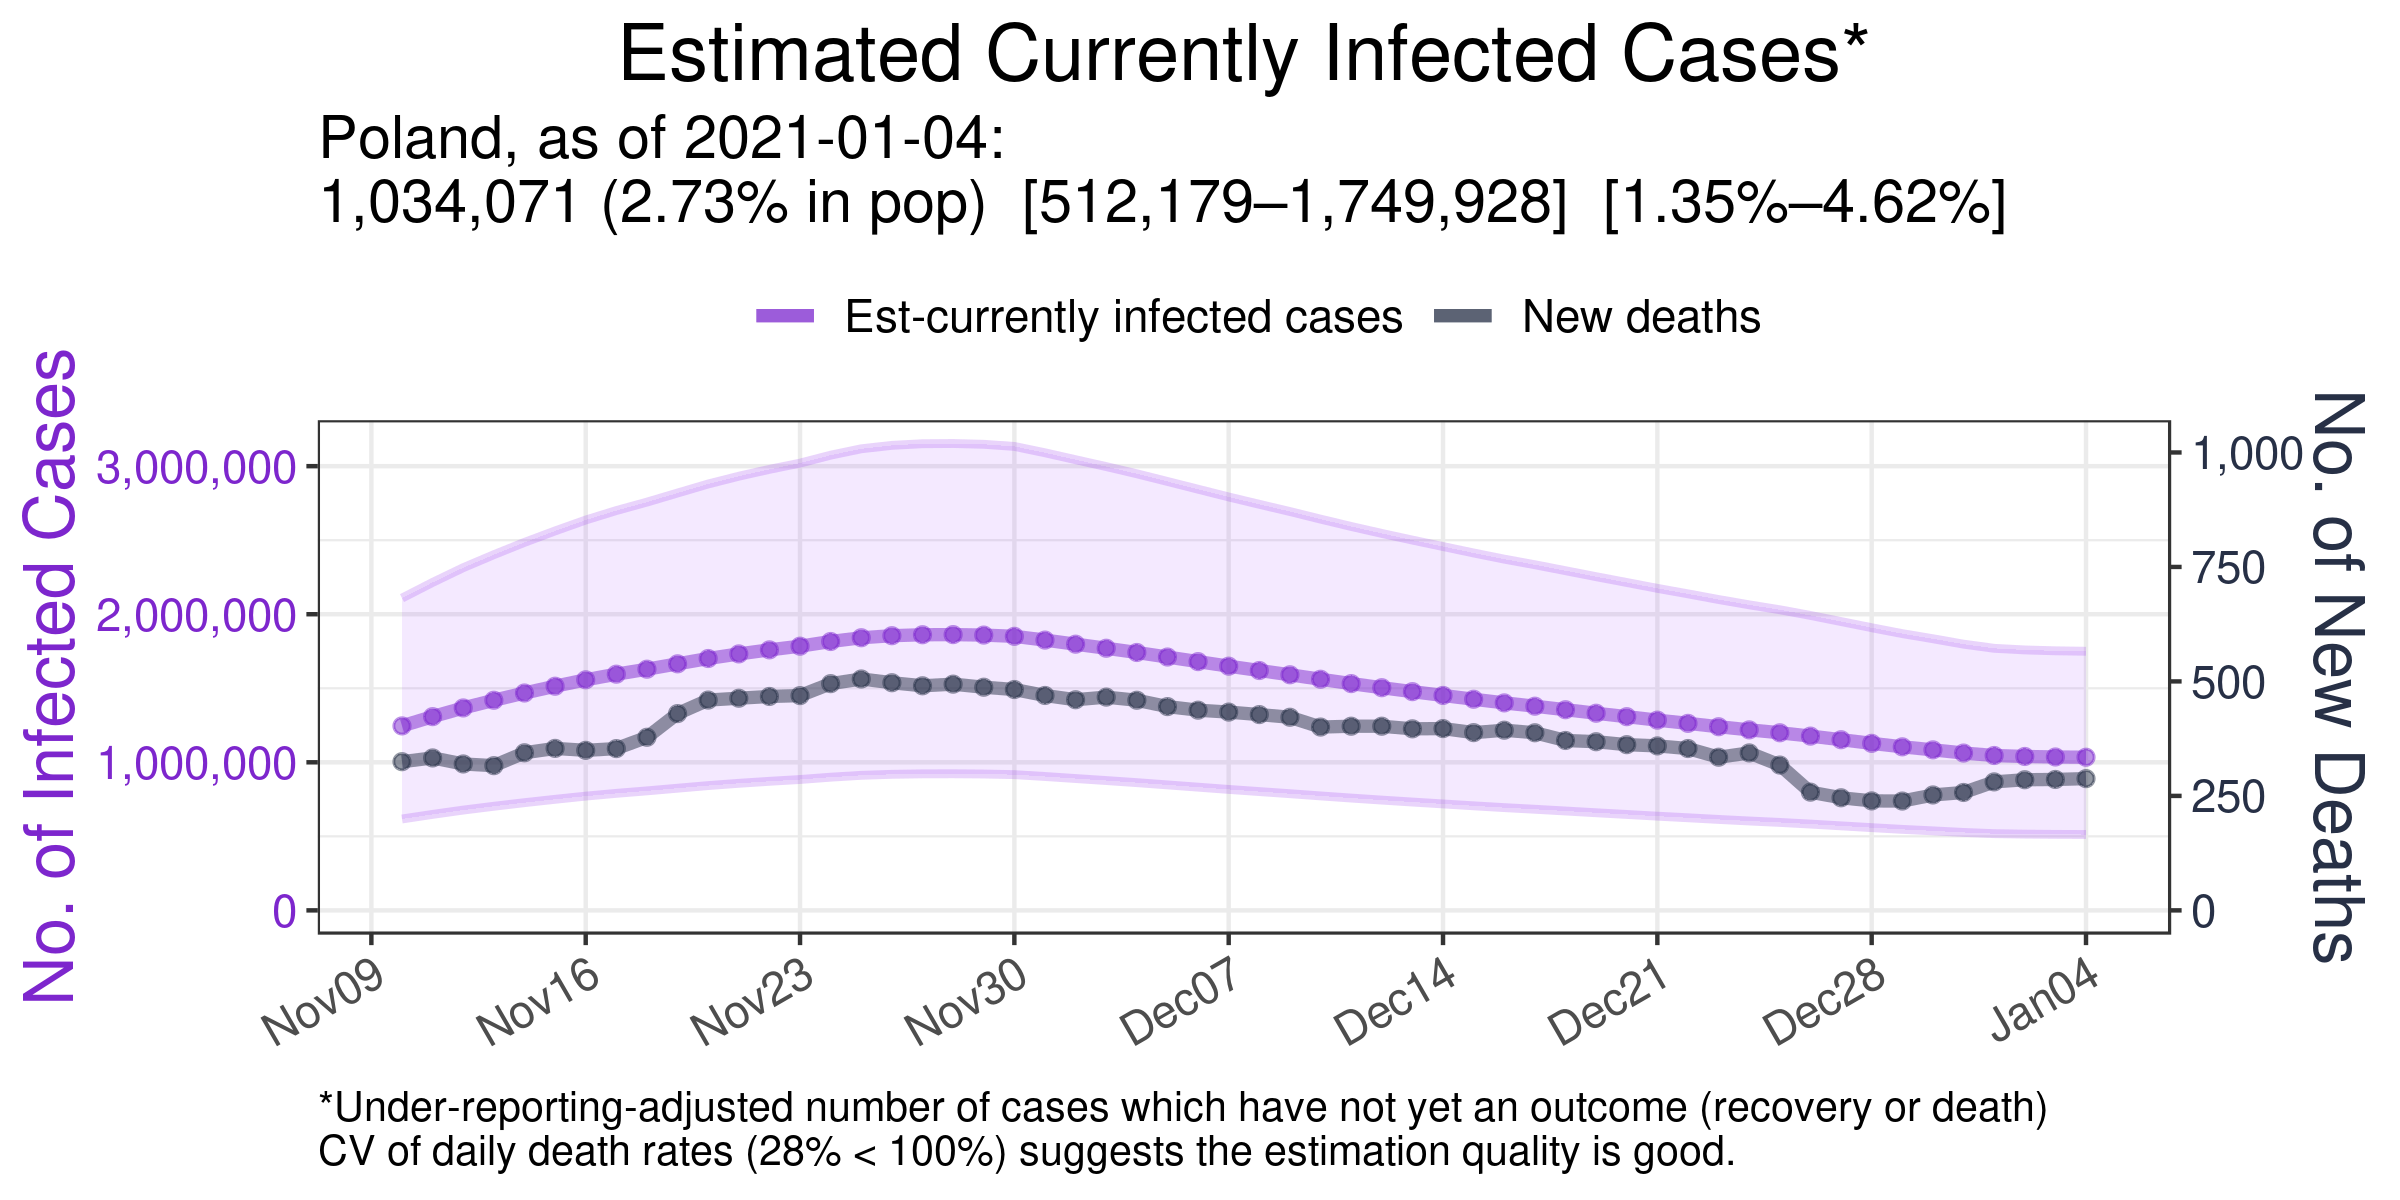 Estimated Currently Infected Cases*
Poland, as of 2021-01-04:
1,034,071 (2.73% in pop)  [512,179–1,749,928]  [1.35%–4.62%]
Est-currently infected cases
New deaths
No. of Infected Cases
3,000,000
2,000,000
1,000,000
0
1,000
750
500
250
0
No. of New Deaths
Nov09
Nov16
Nov23
Nov30
Dec07
Dec14
Dec21
Dec28
Jan04
*Under-reporting-adjusted number of cases which have not yet an outcome (recovery or death)
CV of daily death rates (28% < 100%) suggests the estimation quality is good.